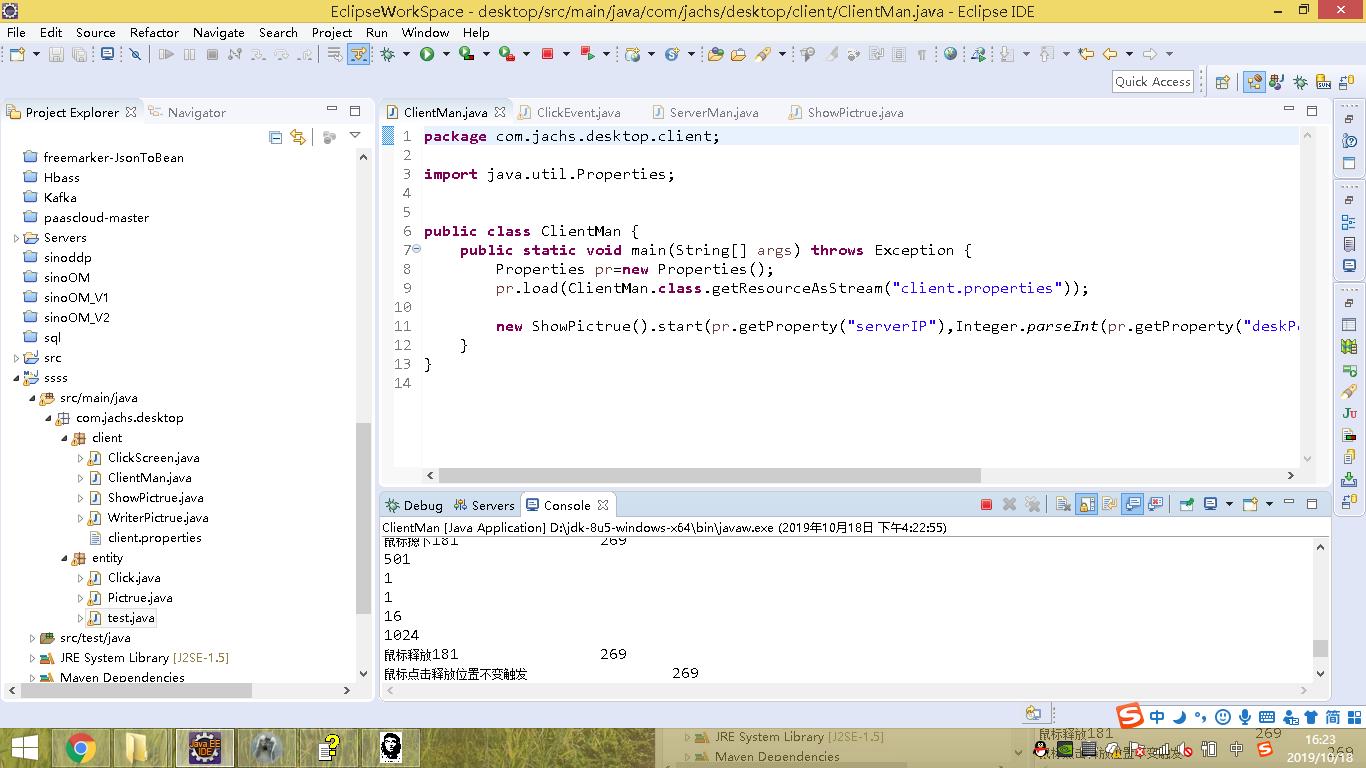 EclipseWorkSpace - desktop/src/main/java/com/jachs/desktop/client/ClientMan.java - Eclipse IDE
File Edit Source Refactor Navigate Search Project Run Window Help
Quick Access
Project Explorer Navigator
freemarker-JsonToBean
Hbass
Kafka
paascloud-master
Servers
sinoddp
sinoOM
sinoOM_V1
sinoOM_V2
sql
src
ssss
src/main/java
com.jachs.desktop
client
ClickScreen.java
ClientMan.java
ShowPictrue.java
WriterPictrue.java
client.properties
entity
Click.java
Pictrue.java
test.java
src/test/java
JRE System Library [J2SE-1.5]
Maven Dependencies
ClientMan.java ClickEvent.java ServerMan.java ShowPictrue.java
1 package com.jachs.desktop.client;
2
3 import java.util.Properties;
4
5
6 public class ClientMan {
7 public static void main(String[] args) throws Exception {
8 Properties pr=new Properties();
9 pr.load(ClientMan.class.getResourceAsStream("client.properties"));
10
11 new ShowPictrue().start(pr.getProperty("serverIP"),Integer.parseInt(pr.getProperty("deskPo
12 }
13 }
14
Debug Servers Console
ClientMan [Java Application] D:\jdk-8u5-windows-x64\bin\javaw.exe (2019年10月18日 下午4:22:55)
鼠标摁下181 269
501
1
1
16
1024
鼠标释放181 269
鼠标点击释放位置不变触发 269
中 简
JRE System Library [J2SE-1.5]
Maven Dependencies
鼠标释放181 269
中
16:23
2019/10/18